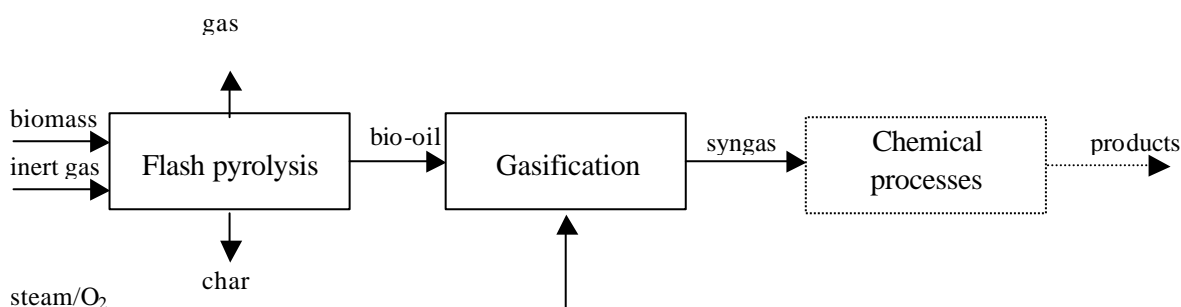 gas
biomass
inert gas
Flash pyrolysis
bio-oil
Gasification
syngas
Chemical
processes
products
char
steam/O₂